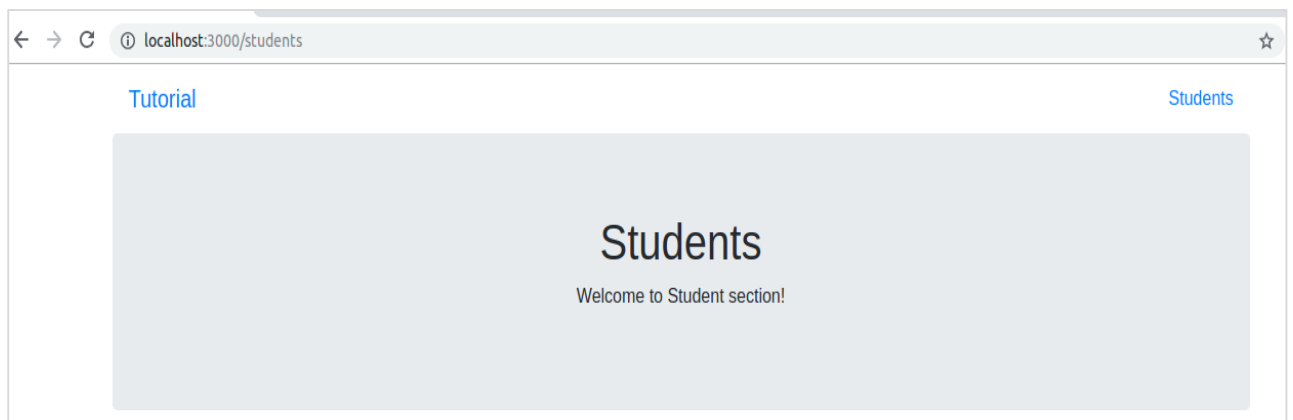 localhost:3000/students
Tutorial
Students
Students
Welcome to Student section!